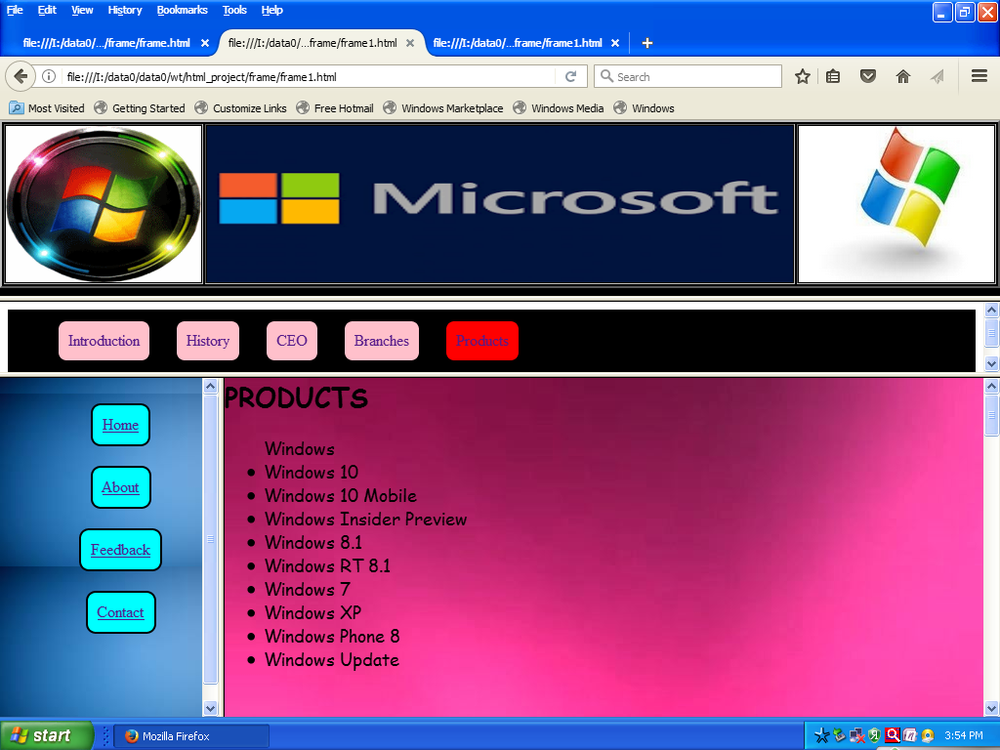 File Edit View History Bookmarks Tools Help
file:///I:/data0/.../frame/frame.html × file:///I:/data0/...frame/frame1.html × file:///I:/data0/...frame/frame1.html × +
file:///I:/data0/data0/wt/html_project/frame/frame1.html Search
Most Visited Getting Started Customize Links Free Hotmail Windows Marketplace Windows Media Windows
Microsoft
Introduction History CEO Branches Products
Home
About
Feedback
Contact
PRODUCTS
Windows
• Windows 10
• Windows 10 Mobile
• Windows Insider Preview
• Windows 8.1
• Windows RT 8.1
• Windows 7
• Windows XP
• Windows Phone 8
• Windows Update
start Mozilla Firefox 3:54 PM